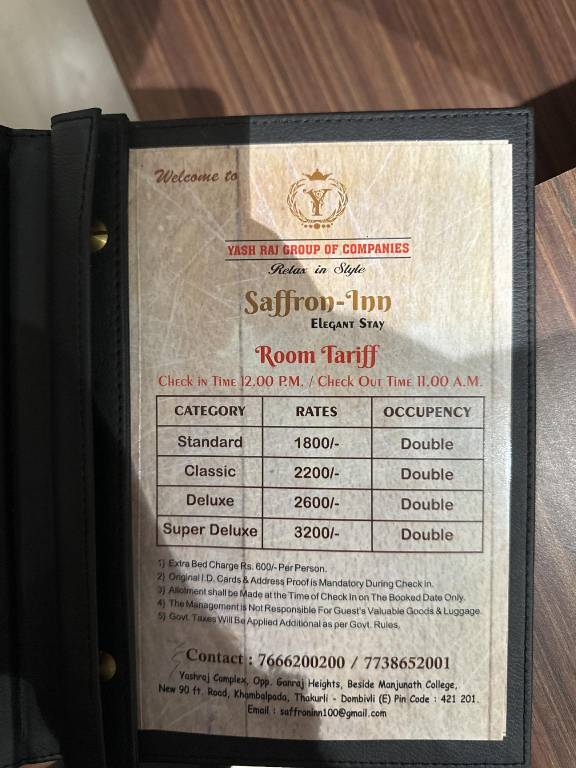 Welcome to
Y
YASH RAJ GROUP OF COMPANIES
Relax in Style
Saffron-Inn
ELEGANT STAY
Room Tariff
CHECK IN TIME 12.00 P.M. / CHECK OUT TIME 11.00 A.M.
CATEGORY RATES OCCUPENCY
Standard 1800/- Double
Classic 2200/- Double
Deluxe 2600/- Double
Super Deluxe 3200/- Double
1) Extra Bed Charge Rs. 600/- Per Person.
2) Original I.D. Cards & Address Proof is Mandatory During Check in.
3) Allotment shall be Made at the Time of Check In on The Booked Date Only.
4) The Management is Not Responsible For Guest's Valuable Goods & Luggage.
5) Govt. Taxes Will Be Applied Additional as per Govt. Rules.
Contact : 7666200200 / 7738652001
Yashraj Complex, Opp. Ganraj Heights, Beside Manjunath College,
New 90 ft. Road, Khambalpada, Thakurli - Dombivli (E) Pin Code : 421 201.
Email : saffroninn100@gmail.com